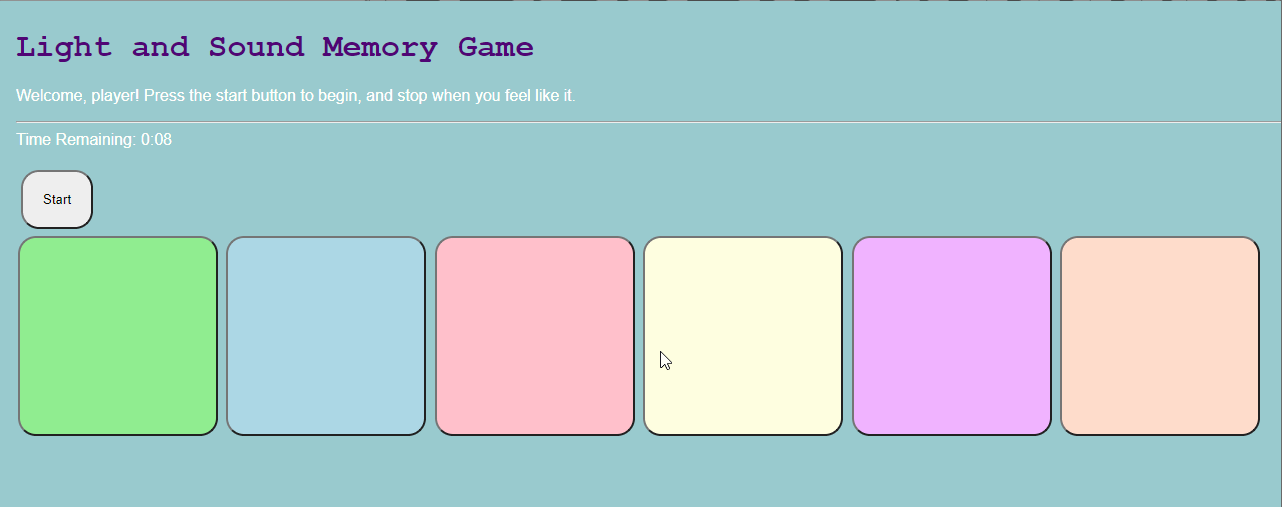 Light and Sound Memory Game
Welcome, player! Press the start button to begin, and stop when you feel like it.
Time Remaining: 0:08
Start